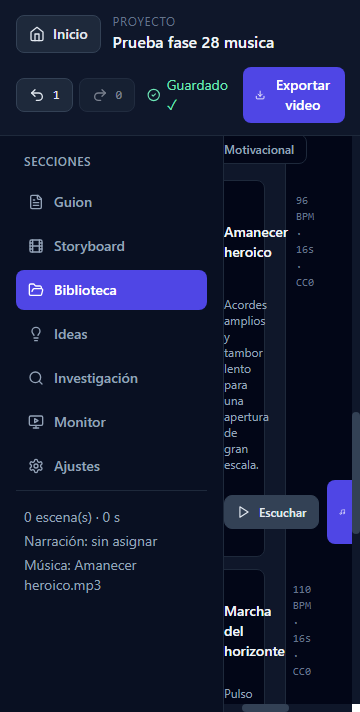 Inicio
PROYECTO
Prueba fase 28 musica
1
0
Guardado
✓
Exportar
video
SECCIONES
Guion
Storyboard
Biblioteca
Ideas
Investigación
Monitor
Ajustes
0 escena(s) · 0 s
Narración: sin asignar
Música: Amanecer
heroico.mp3
Motivacional
Amanecer
heroico
96
BPM
·
16s
·
CC0
Acordes
amplios
y
tambor
lento
para
una
apertura
de
gran
escala.
Escuchar
Marcha
del
horizonte
110
BPM
·
16s
·
CC0
Pulso